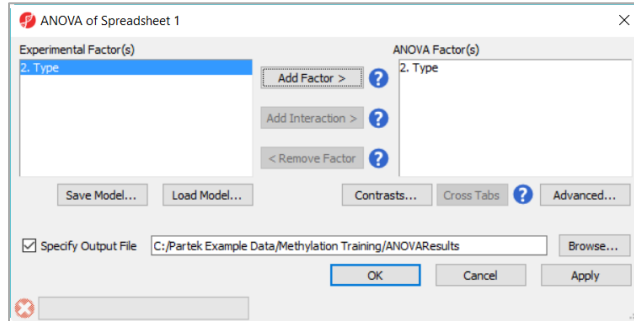 ANOVA of Spreadsheet 1
Experimental Factor(s)
ANOVA Factor(s)
2. Type
2. Type
Add Factor >
?
Add Interaction >
?
< Remove Factor
?
Save Model...
Load Model...
Contrasts...
Cross Tabs
?
Advanced...
Specify Output File
C:/Partek Example Data/Methylation Training/ANOVAResults
Browse...
OK
Cancel
Apply